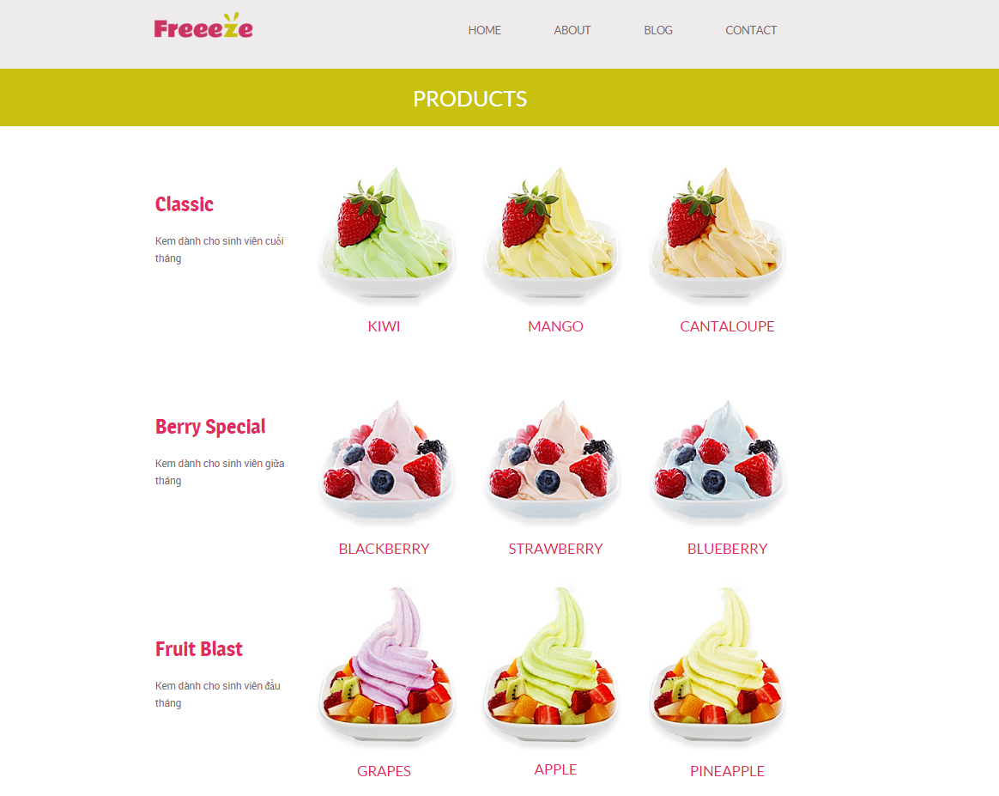 Freeeze
HOME
ABOUT
BLOG
CONTACT
PRODUCTS
Classic
Kem dành cho sinh viên cuối
tháng
KIWI
MANGO
CANTALOUPE
Berry Special
Kem dành cho sinh viên giữa
tháng
BLACKBERRY
STRAWBERRY
BLUEBERRY
Fruit Blast
Kem dành cho sinh viên đầu
tháng
GRAPES
APPLE
PINEAPPLE